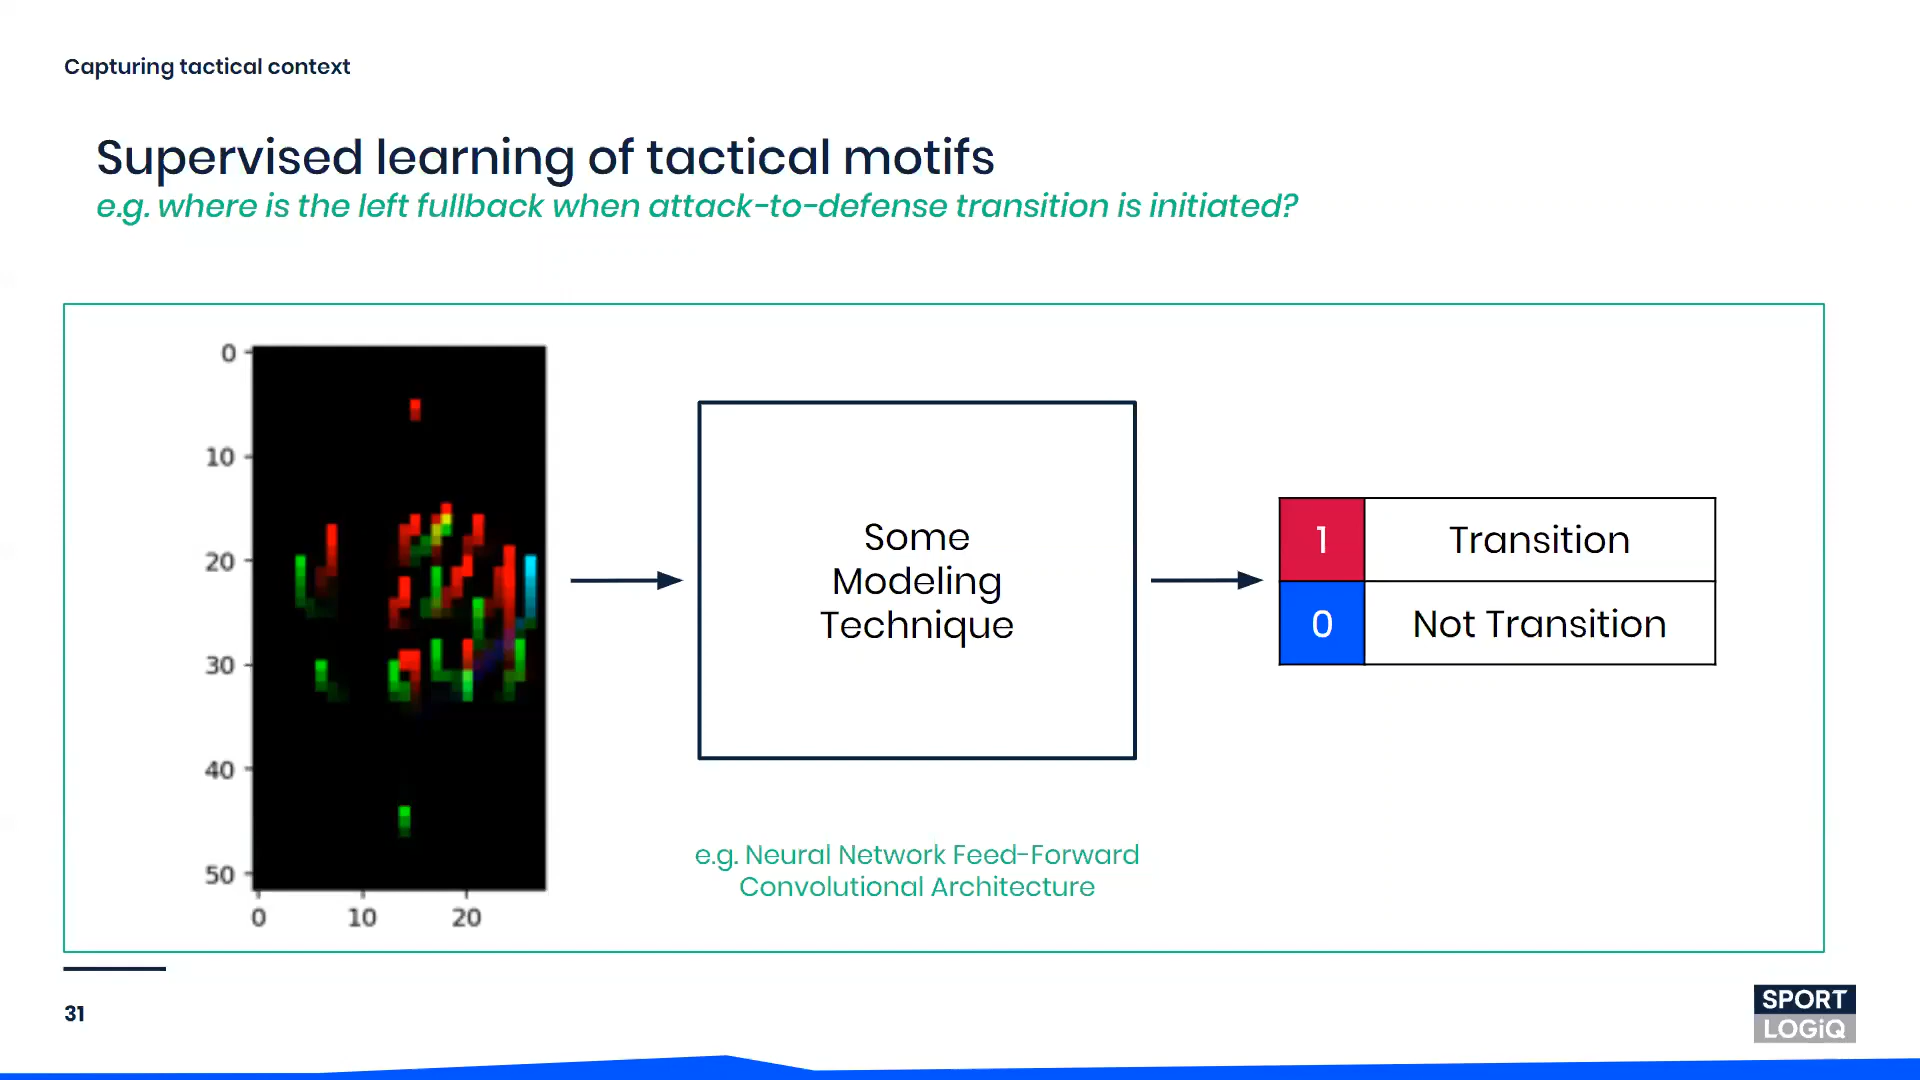 Capturing tactical context
Supervised learning of tactical motifs
e.g. where is the left fullback when attack-to-defense transition is initiated?
0
10
20
30
40
50
0
10
20
Some
Modeling
Technique
e.g. Neural Network Feed-Forward
Convolutional Architecture
1 Transition
0 Not Transition
31
SPORT
LOGiQ